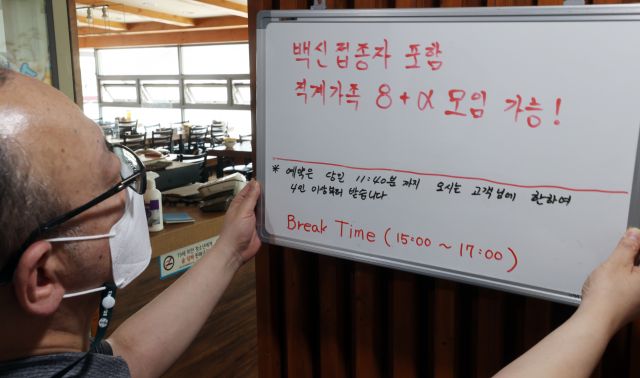 백신접종자 포함
직계가족 8+α 모임 가능!
* 예약은 당일 11:40분 까지 오시는 고객님에 한하여
4인 이상부터 받습니다
Break Time (15:00 ~ 17:00)